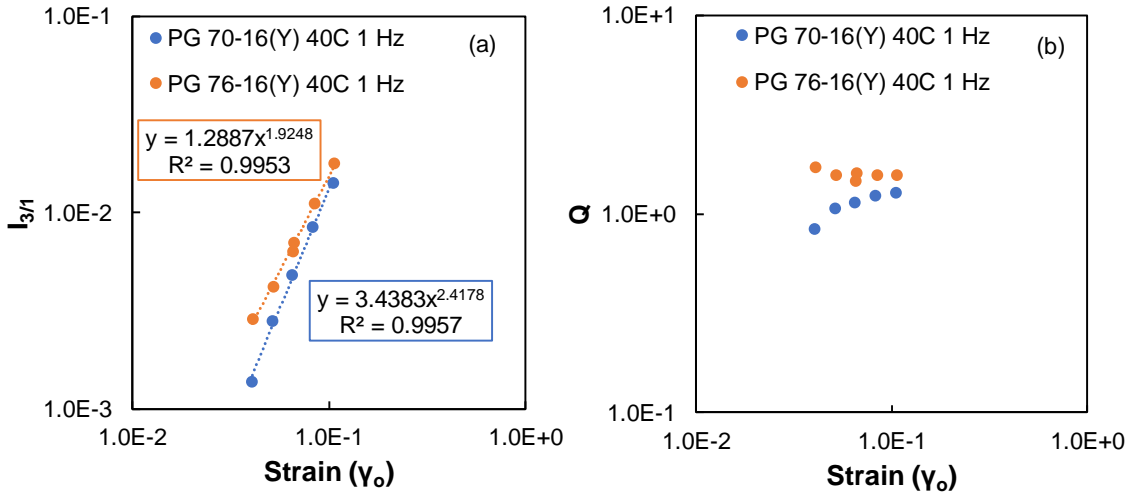 1.0E-1
PG 70-16(Y) 40C 1 Hz
(a)
PG 76-16(Y) 40C 1 Hz
y = 1.2887x^1.9248
R² = 0.9953
I3/1
1.0E-2
y = 3.4383x^2.4178
R² = 0.9957
1.0E-3
1.0E-2
1.0E-1
1.0E+0
Strain (γo)
1.0E+1
PG 70-16(Y) 40C 1 Hz
(b)
PG 76-16(Y) 40C 1 Hz
Q
1.0E+0
1.0E-1
1.0E-2
1.0E-1
1.0E+0
Strain (γo)